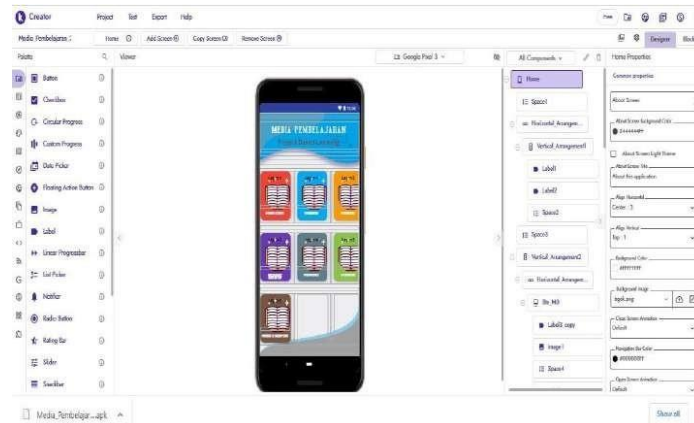 Creator
Project
Test
Export
Help
Media Pembelajaran
Home
Add Screen
Copy Screen
Remove Screen
Designer
Block
Palette
Viewer
Google Pixel 3
All Components
Home Properties
Button
Checkbox
Circular Progress
Custom Progress
Date Picker
Floating Action Button
Image
Label
Linear Progressbar
List Picker
Notifier
Radio Button
Rating Bar
Slider
Snackbar
MEDIA PEMBELAJARAN
Home
Space1
Horizontal_Arrangem...
Vertical_Arrangement1
Label1
Label2
Space2
Space3
Vertical_Arrangement2
Horizontal_Arrangem...
Label3 copy
Image1
Space4
Common properties
About Screen
About Screen Background Color
About Screen Light Theme
About Screen Title
About this application
Align Horizontal
Center : 3
Align Vertical
Top : 1
Background Color
Background Image
Close Screen Animation
Default
Navigation Bar Color
Open Screen Animation
Default
Media_Pembelajar....apk
Show all